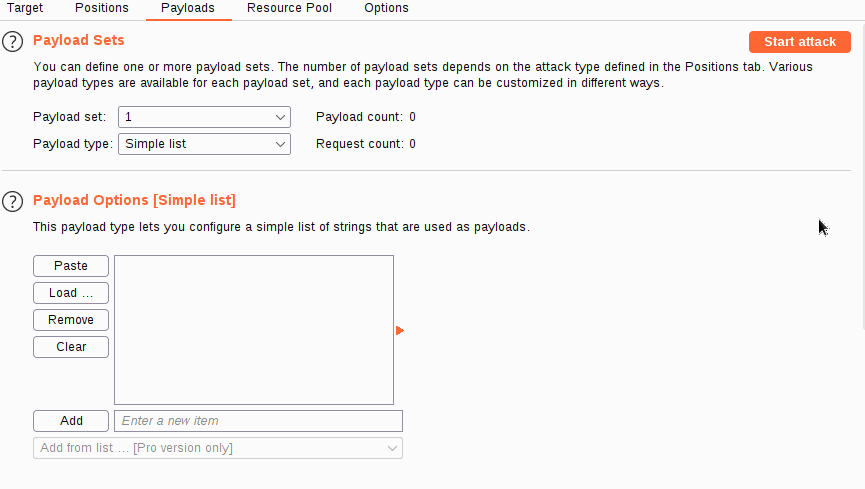 Target Positions Payloads Resource Pool Options
? Payload Sets Start attack
You can define one or more payload sets. The number of payload sets depends on the attack type defined in the Positions tab. Various
payload types are available for each payload set, and each payload type can be customized in different ways.
Payload set: 1 Payload count: 0
Payload type: Simple list Request count: 0
? Payload Options [Simple list]
This payload type lets you configure a simple list of strings that are used as payloads.
Paste
Load ...
Remove
Clear
Add Enter a new item
Add from list ... [Pro version only]